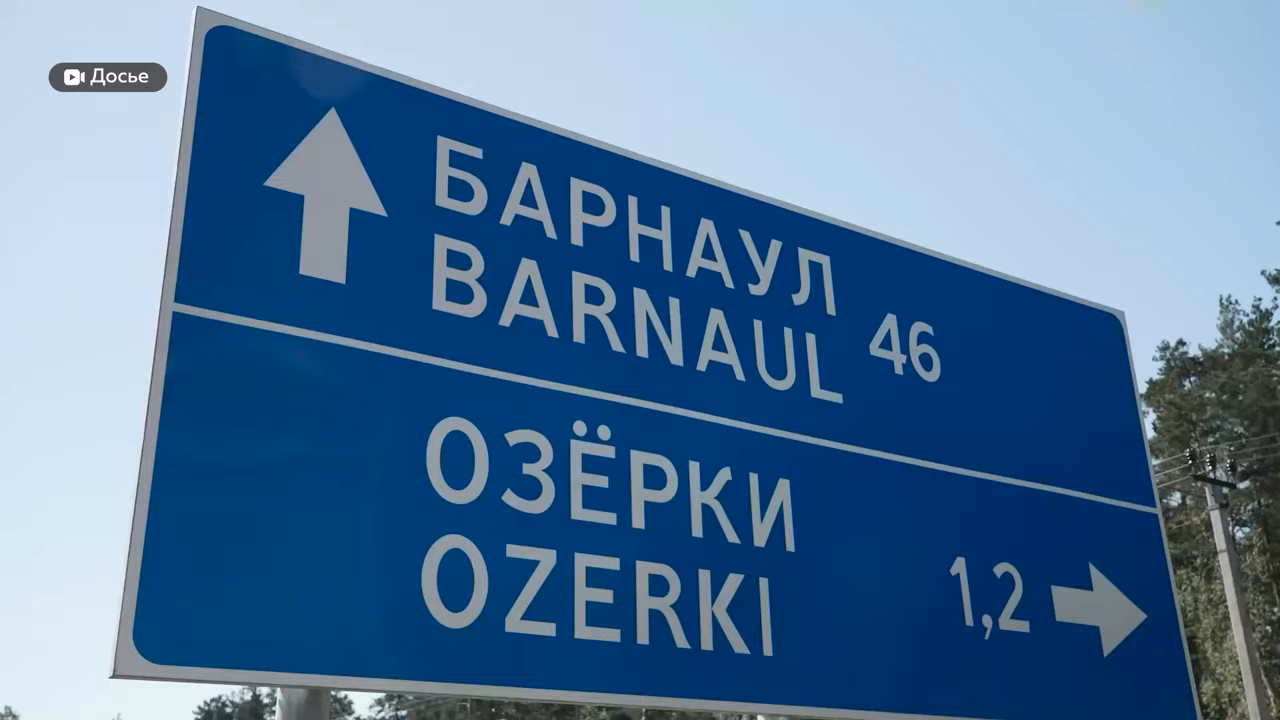 Досье
БАРНАУЛ
BARNAUL
46
ОЗЁРКИ
OZERKI
1,2